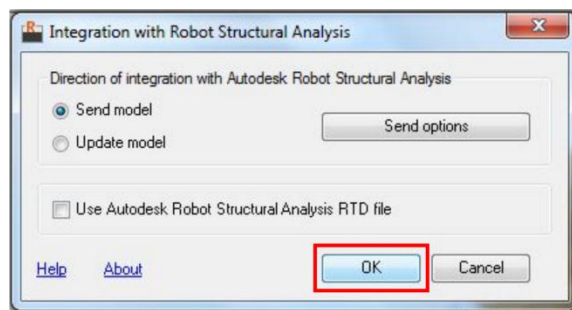 Integration with Robot Structural Analysis
Direction of integration with Autodesk Robot Structural Analysis
Send model
Update model
Send options
Use Autodesk Robot Structural Analysis RTD file
Help About OK Cancel